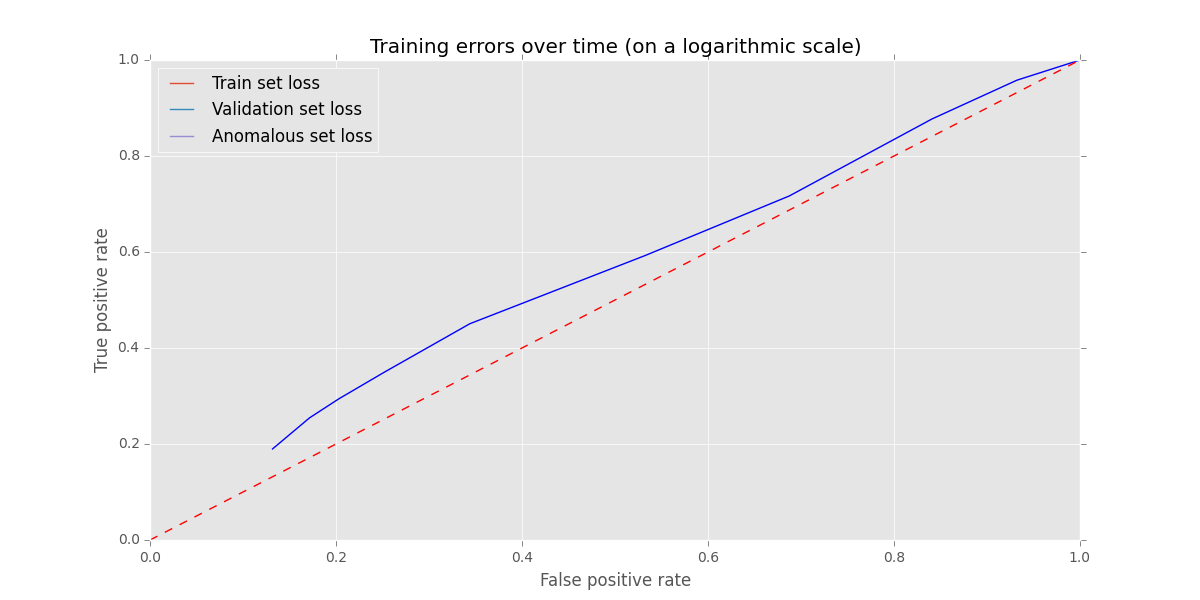 Training errors over time (on a logarithmic scale)
Train set loss
Validation set loss
Anomalous set loss
1.0
0.8
0.6
0.4
0.2
0.0
True positive rate
0.0 0.2 0.4 0.6 0.8 1.0
False positive rate